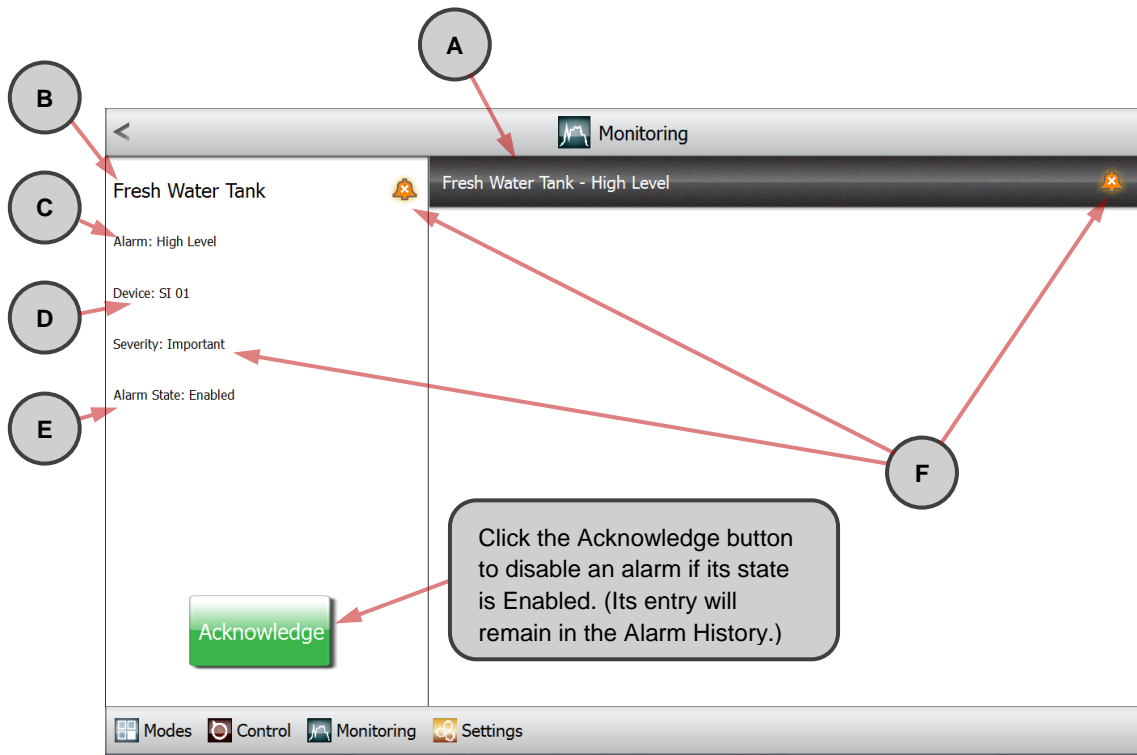 A
B
< Monitoring
Fresh Water Tank
Fresh Water Tank - High Level
C
Alarm: High Level
D
Device: SI 01
Severity: Important
E
Alarm State: Enabled
F
Click the Acknowledge button
to disable an alarm if its state
is Enabled. (Its entry will
remain in the Alarm History.)
Acknowledge
Modes Control Monitoring Settings